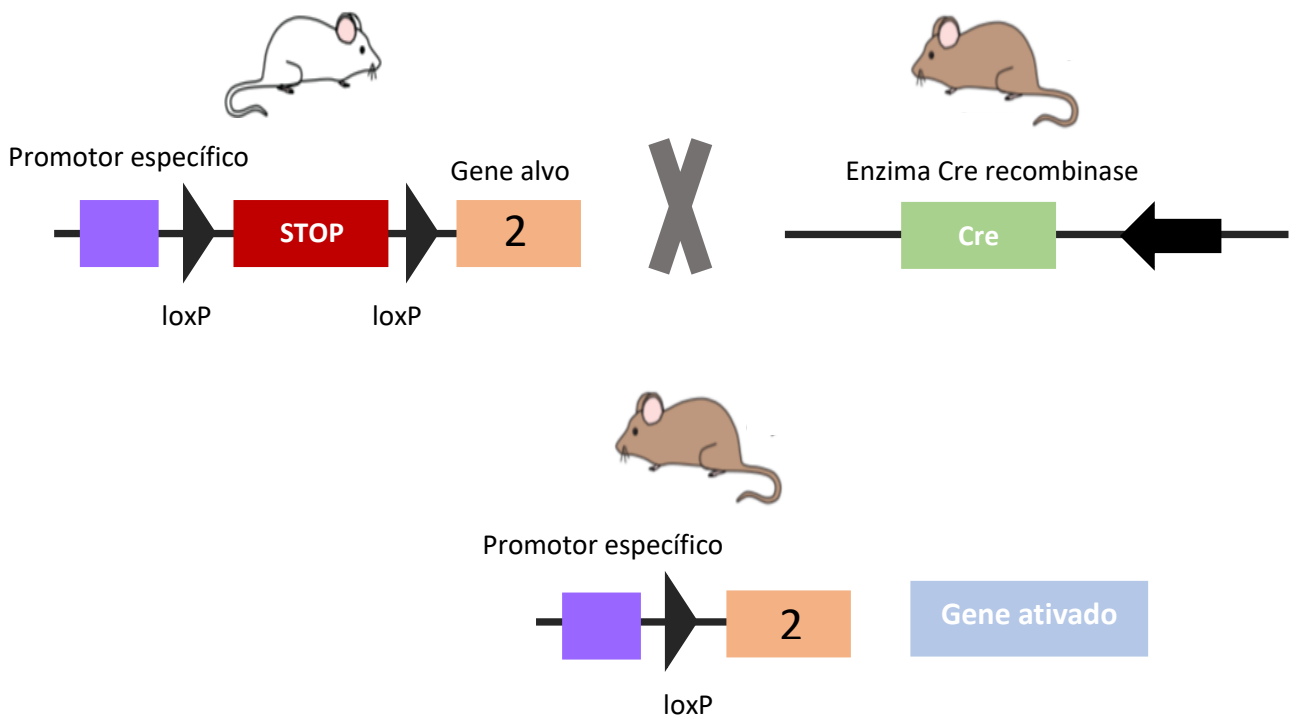 Promotor específico
Gene alvo
Enzima Cre recombinase
STOP
2
Cre
loxP
loxP
Promotor específico
2
Gene ativado
loxP